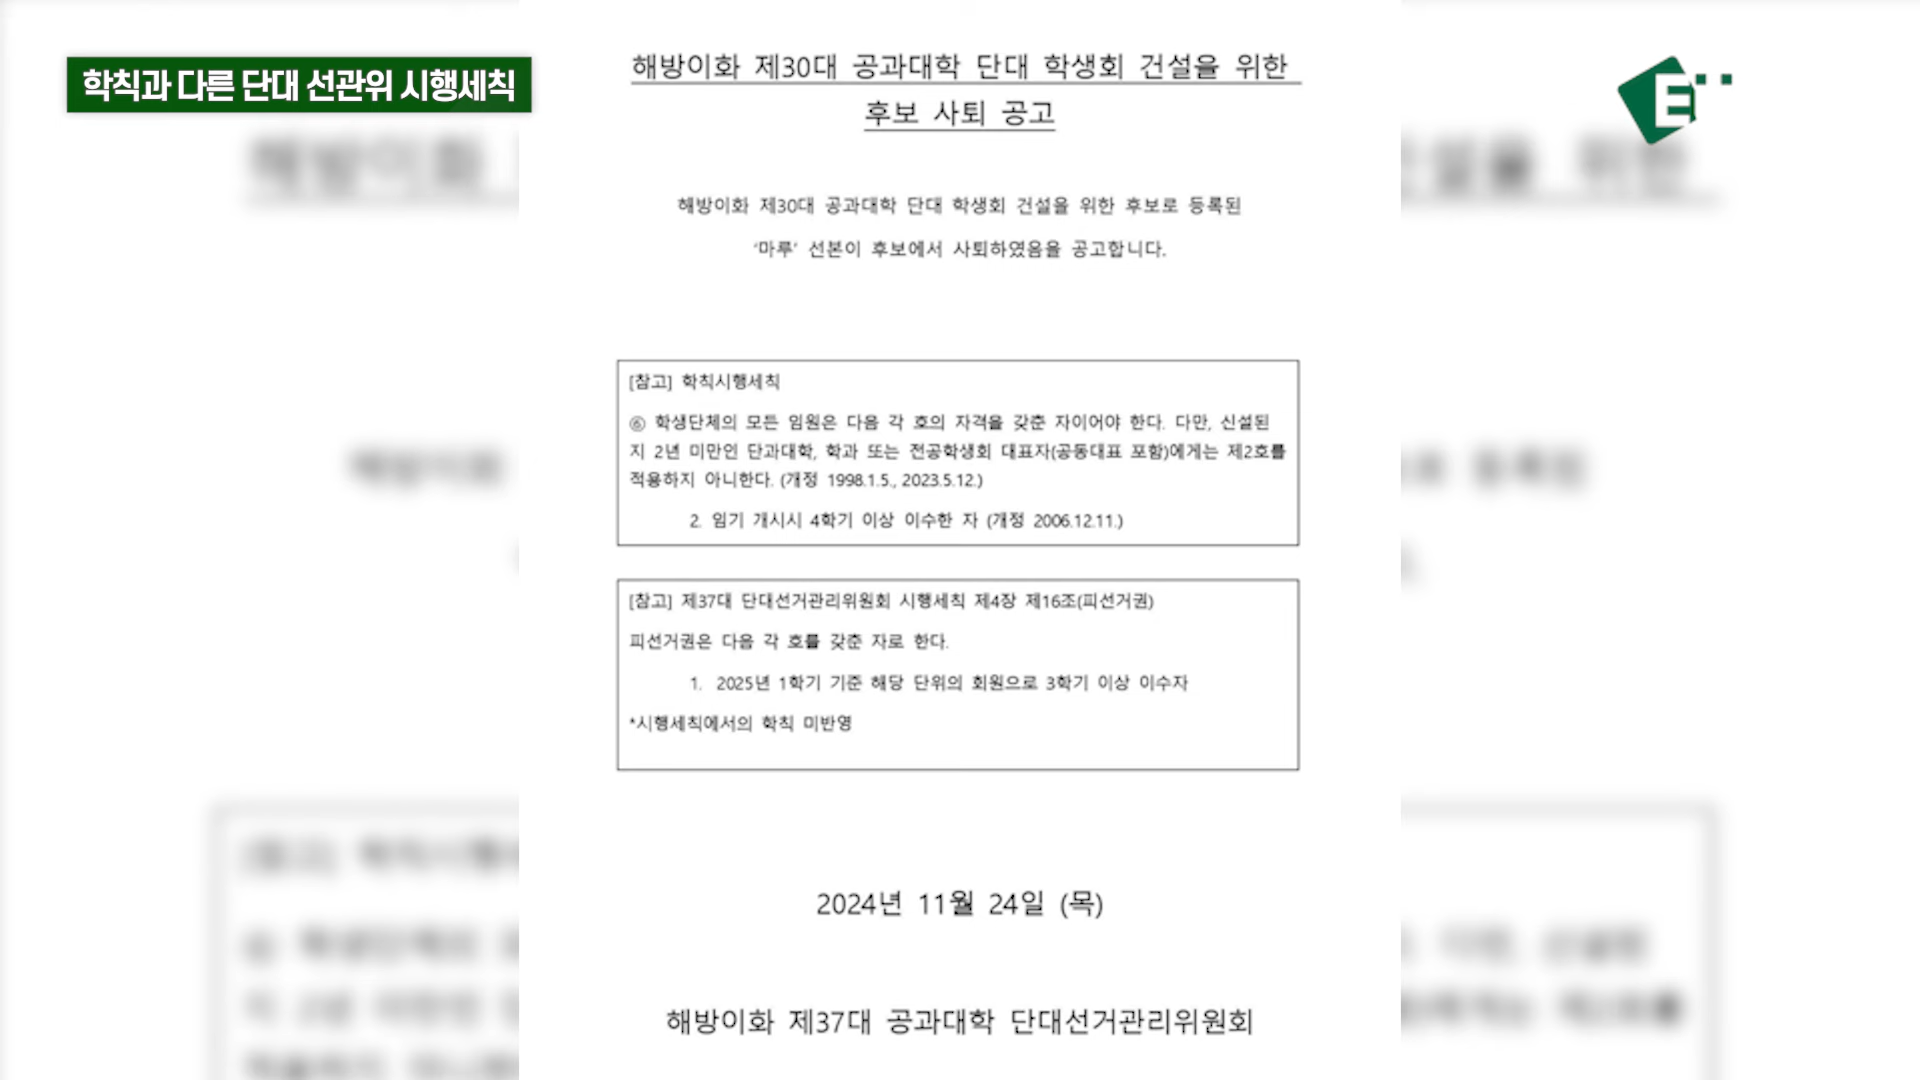 학칙과 다른 단대 선관위 시행세칙
E
해방이화 제30대 공과대학 단대 학생회 건설을 위한
후보 사퇴 공고
해방이화 제30대 공과대학 단대 학생회 건설을 위한 후보로 등록된
‘마루’ 선본이 후보에서 사퇴하였음을 공고합니다.
[참고] 학칙시행세칙
⑥ 학생단체의 모든 임원은 다음 각 호의 자격을 갖춘 자이어야 한다. 다만, 신설된
지 2년 미만인 단과대학, 학과 또는 전공학생회 대표자(공동대표 포함)에게는 제2호를
적용하지 아니한다. (개정 1998.1.5., 2023.5.12.)
2. 임기 개시시 4학기 이상 이수한 자 (개정 2006.12.11.)
[참고] 제37대 단대선거관리위원회 시행세칙 제4장 제16조(피선거권)
피선거권은 다음 각 호를 갖춘 자로 한다.
1. 2025년 1학기 기준 해당 단위의 회원으로 3학기 이상 이수자
*시행세칙에서의 학칙 미반영
2024년 11월 24일 (목)
해방이화 제37대 공과대학 단대선거관리위원회